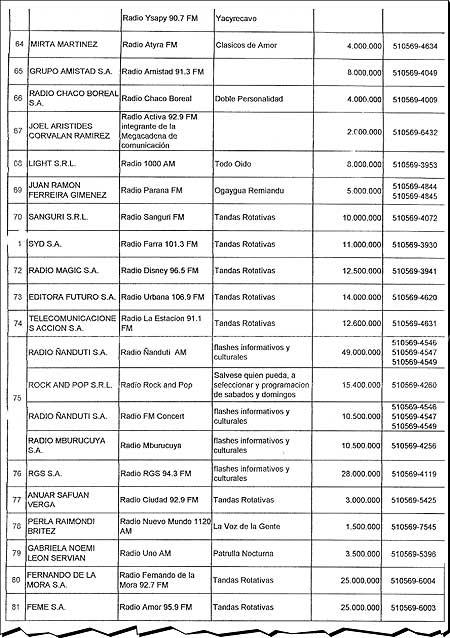 Radio Ysapy 90.7 FM Yacyrecavo
64 MIRTA MARTINEZ Radio Atyra FM Clasicos de Amor 4.000.000 510569-4634
65 GRUPO AMISTAD S.A. Radio Amistad 91.3 FM 8.000.000 510569-4049
66 RADIO CHACO BOREAL S.A. Radio Chaco Boreal Doble Personalidad 4.000.000 510569-4009
67 JOEL ARISTIDES CORVALAN RAMIREZ Radio Activa 92.9 FM integrante de la Megacadena de comunicación 2.000.000 510569-6432
68 LIGHT S.R.L. Radio 1000 AM Todo Oido 8.000.000 510569-3953
69 JUAN RAMON FERREIRA GIMENEZ Radio Parana FM Ogaygua Remiandu 5.000.000 510569-4844 510569-4845
70 SANGURI S.R.L. Radio Sanguri FM Tandas Rotativas 10.000.000 510569-4072
1 SYD S.A. Radio Farra 101.3 FM Tandas Rotativas 11.000.000 510569-3930
72 RADIO MAGIC S.A. Radio Disney 96.5 FM Tandas Rotativas 12.500.000 510569-3941
73 EDITORA FUTURO S.A. Radio Urbana 106.9 FM Tandas Rotativas 14.000.000 510569-4620
74 TELECOMUNICACIONE S ACCION S.A. Radio La Estacion 91.1 FM Tandas Rotativas 12.600.000 510569-4631
75 RADIO ÑANDUTI S.A. Radio Ñanduti AM flashes informativos y culturales 49.000.000 510569-4546 510569-4547 510569-4549
ROCK AND POP S.R.L. Radio Rock and Pop Salvese quien pueda, a seleccionar y programacion de sabados y domingos 15.400.000 510569-4260
RADIO ÑANDUTI S.A. Radio FM Concert flashes informativos y culturales 10.500.000 510569-4546 510569-4547 510569-4549
RADIO MBURUCUYA S.A. Radio Mburucuya flashes informativos y culturales 10.500.000 510569-4256
76 RGS S.A. Radio RGS 94.3 FM flashes informativos y culturales 28.000.000 510569-4119
77 ANUAR SAFUAN VERGA Radio Ciudad 92.9 FM Tandas Rotativas 3.000.000 510569-5425
78 PERLA RAIMONDI BRITEZ Radio Nuevo Mundo 1120 AM La Voz de la Gente 1.500.000 510569-7545
79 GABRIELA NOEMI LEON SERVIAN Radio Uno AM Patrulla Nocturna 3.500.000 510569-5396
80 FERNANDO DE LA MORA S.A. Radio Fernando de la Mora 92.7 FM Tandas Rotativas 25.000.000 510569-6004
81 FEME S.A. Radio Amor 95.9 FM Tandas Rotativas 25.000.000 510569-6003